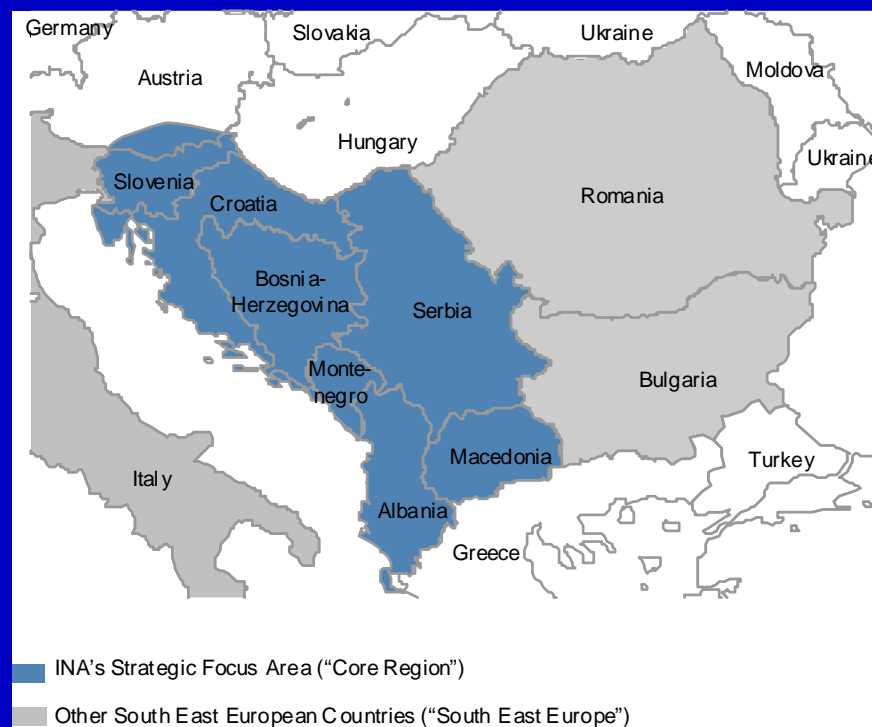 Germany
Slovakia
Ukraine
Austria
Moldova
Hungary
Ukraine
Slovenia
Romania
Croatia
Bosnia-
Herzegovina
Serbia
Monte-
negro
Bulgaria
Macedonia
Turkey
Italy
Albania
Greece
INA's Strategic Focus Area (“Core Region”)
Other South East European Countries (“South East Europe”)